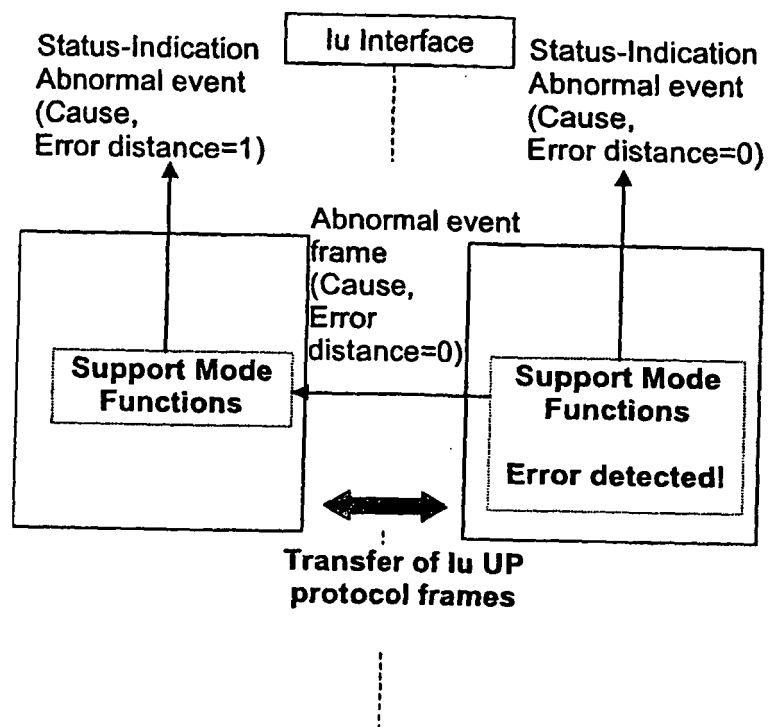 Iu Interface
Status-Indication
Abnormal event
(Cause,
Error distance=1)
Status-Indication
Abnormal event
(Cause,
Error distance=0)
Abnormal event
frame
(Cause,
Error
distance=0)
Support Mode
Functions
Support Mode
Functions
Error detected!
Transfer of Iu UP
protocol frames